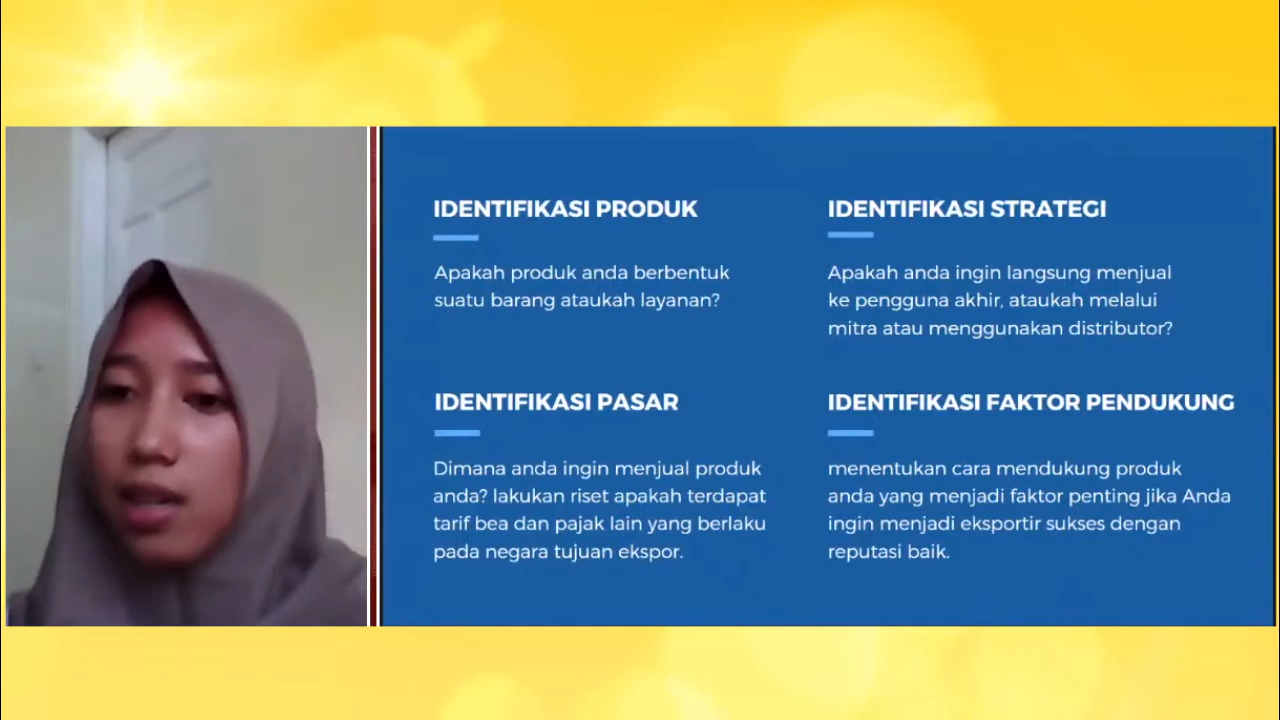 IDENTIFIKASI PRODUK
Apakah produk anda berbentuk
suatu barang ataukah layanan?
IDENTIFIKASI STRATEGI
Apakah anda ingin langsung menjual
ke pengguna akhir, ataukah melalui
mitra atau menggunakan distributor?
IDENTIFIKASI PASAR
Dimana anda ingin menjual produk
anda? lakukan riset apakah terdapat
tarif bea dan pajak lain yang berlaku
pada negara tujuan ekspor.
IDENTIFIKASI FAKTOR PENDUKUNG
menentukan cara mendukung produk
anda yang menjadi faktor penting jika Anda
ingin menjadi eksportir sukses dengan
reputasi baik.